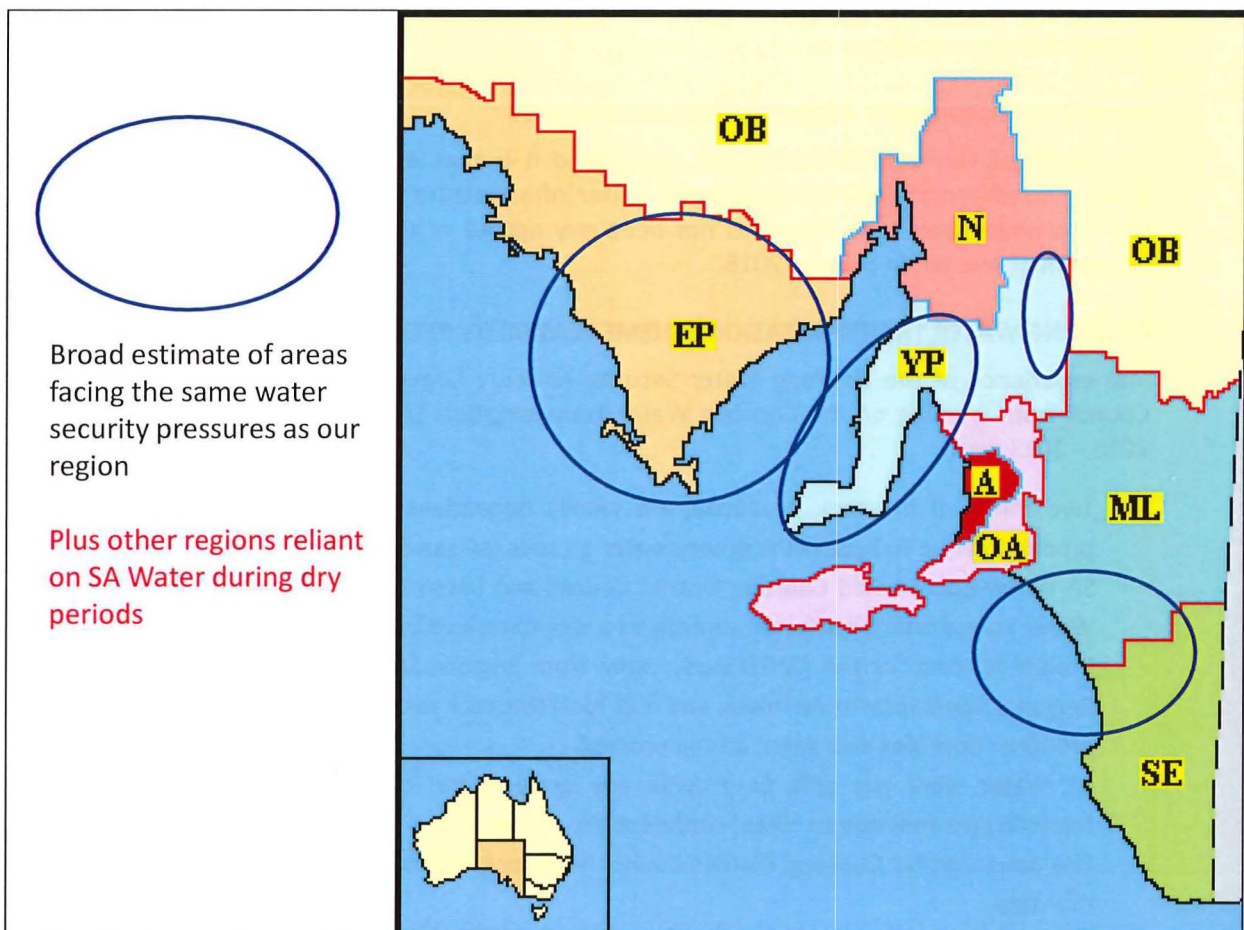 Broad estimate of areas
facing the same water
security pressures as our
region
Plus other regions reliant
on SA Water during dry
periods
OB
N
OB
EP
YP
A
ML
OA
SE